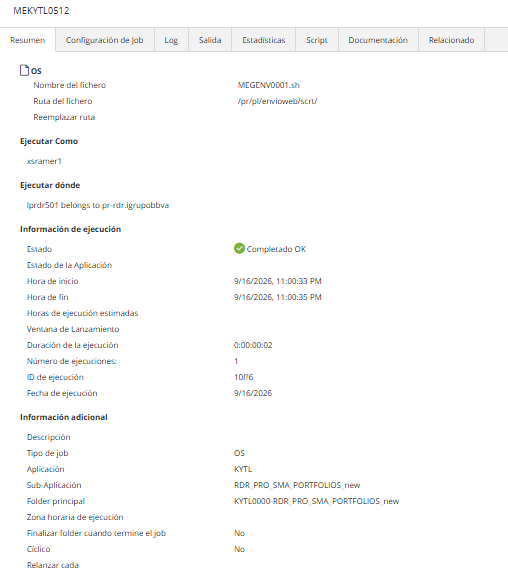 MEKYTL0512
Resumen Configuración de Job Log Salida Estadísticas Script Documentación Relacionado
OS
Nombre del fichero MEGENV0001.sh
Ruta del fichero /pr/pl/envioweb/scrt/
Reemplazar ruta
Ejecutar Como
xsramer1
Ejecutar dónde
lprdr501 belongs to pr-rdr.igrupobbva
Información de ejecución
Estado Completado OK
Estado de la Aplicación
Hora de inicio 9/16/2026, 11:00:33 PM
Hora de fin 9/16/2026, 11:00:35 PM
Horas de ejecución estimadas
Ventana de Lanzamiento
Duración de la ejecución 0:00:00:02
Número de ejecuciones: 1
ID de ejecución 10ff6
Fecha de ejecución 9/16/2026
Información adicional
Descripción
Tipo de job OS
Aplicación KYTL
Sub-Aplicación RDR_PRO_SMA_PORTFOLIOS_new
Folder principal KYTL0000-RDR_PRO_SMA_PORTFOLIOS_new
Zona horaria de ejecución
Finalizar folder cuando termine el job No
Cíclico No
Relanzar cada